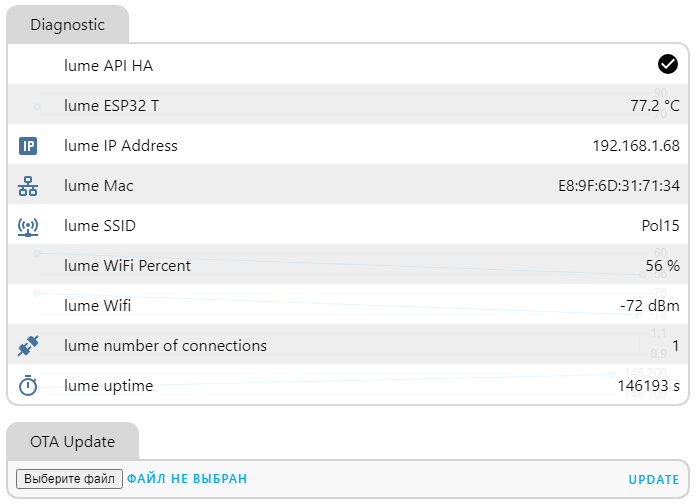 Diagnostic
lume API HA
lume ESP32 T 77.2 °C
IP lume IP Address 192.168.1.68
lume Mac E8:9F:6D:31:71:34
lume SSID Pol15
lume WiFi Percent 56 %
lume Wifi -72 dBm
lume number of connections 1
lume uptime 146193 s
OTA Update
Выберите файл ФАЙЛ НЕ ВЫБРАН UPDATE